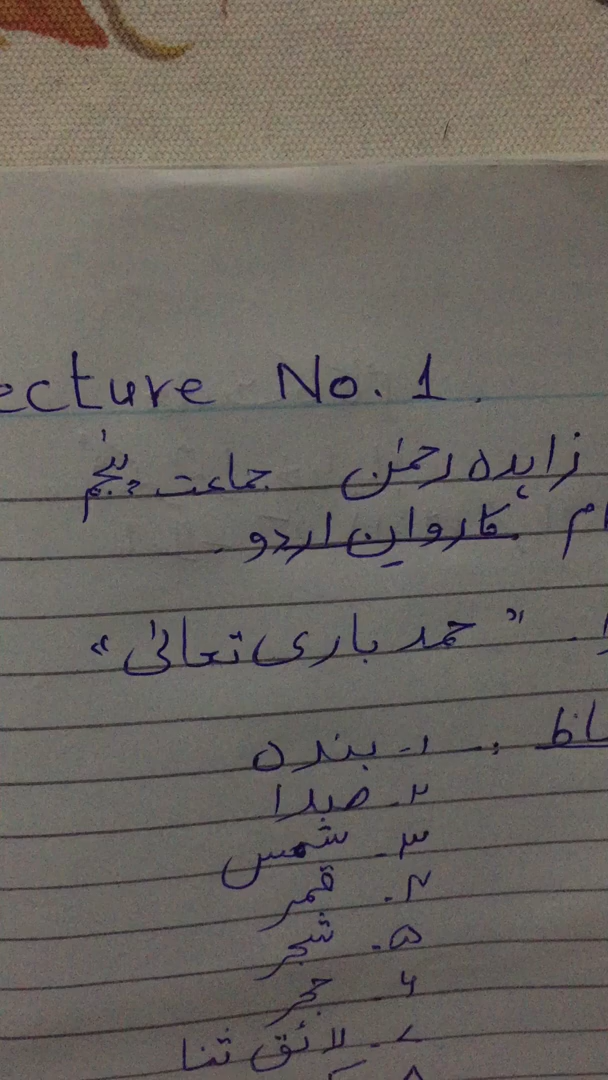 ecture No. 1.
زاہدہ رحمٰن جماعت پنجم
ام "کاروانِ اردو
"حمد باری تعالیٰ"
اظ : ۱۔ بندہ
۲۔ صدا
۳۔ شمس
۴۔ قمر
۵۔ شجر
۶۔ حجر
۷۔ لائق ثنا